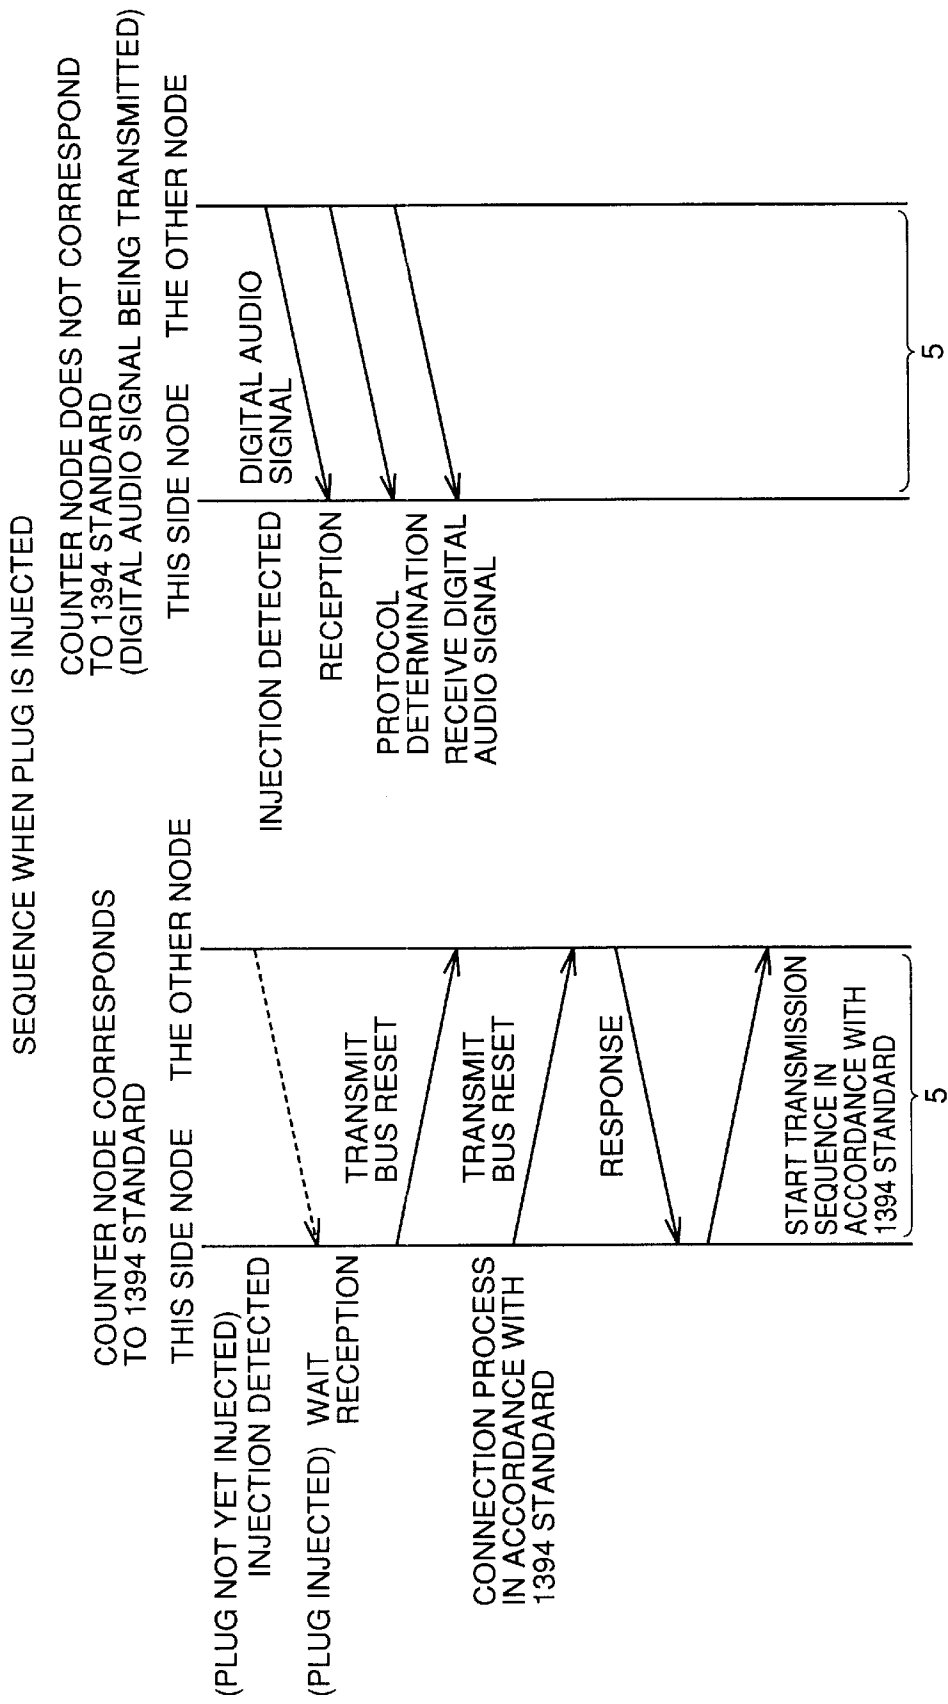 SEQUENCE WHEN PLUG IS INJECTED
COUNTER NODE CORRESPONDS
TO 1394 STANDARD
THIS SIDE NODE
THE OTHER NODE
(PLUG NOT YET INJECTED)
INJECTION DETECTED
(PLUG INJECTED) WAIT
RECEPTION
TRANSMIT
BUS RESET
CONNECTION PROCESS
IN ACCORDANCE WITH
1394 STANDARD
TRANSMIT
BUS RESET
RESPONSE
START TRANSMISSION
SEQUENCE IN
ACCORDANCE WITH
1394 STANDARD
5
COUNTER NODE DOES NOT CORRESPOND
TO 1394 STANDARD
(DIGITAL AUDIO SIGNAL BEING TRANSMITTED)
THIS SIDE NODE
THE OTHER NODE
DIGITAL AUDIO
SIGNAL
INJECTION DETECTED
RECEPTION
PROTOCOL
DETERMINATION
RECEIVE DIGITAL
AUDIO SIGNAL
5